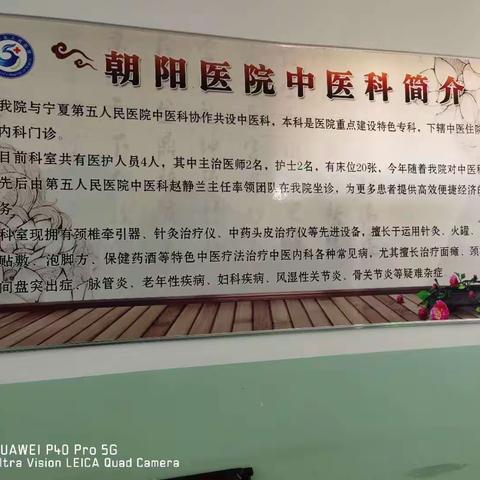 朝阳医院中医科简介
我院与宁夏第五人民医院中医科协作共设中医科，本科是医院重点建设特色专科，下辖中医住院
内科门诊。
目前科室共有医护人员4人，其中主治医师2名，护士2名，有床位20张，今年随着我院对中医科
先后由第五人民医院中医科赵静兰主任率领团队在我院坐诊，为更多患者提供高效便捷经济的
务。
科室现拥有颈椎牵引器、针灸治疗仪、中药头皮治疗仪等先进设备，擅长于运用针灸、火罐、
贴敷、泡脚方、保健药酒等特色中医疗法治疗中医内科各种常见病，尤其擅长治疗面瘫、颈
间盘突出症、脉管炎、老年性疾病、妇科疾病、风湿性关节炎、骨关节炎等疑难杂症
HUAWEI P40 Pro 5G
Ultra Vision LEICA Quad Camera